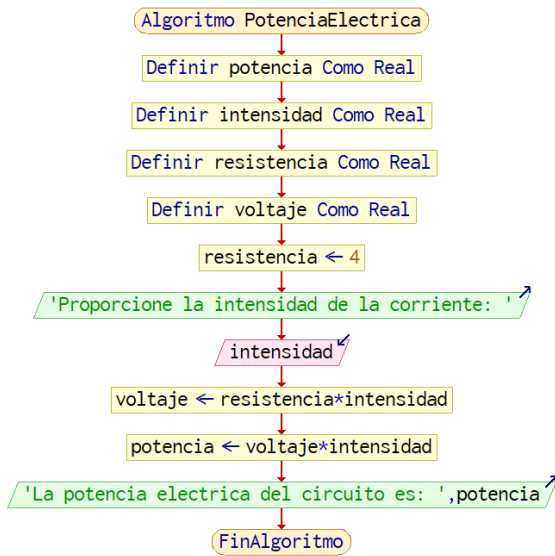 Algoritmo PotenciaElectrica
Definir potencia Como Real
Definir intensidad Como Real
Definir resistencia Como Real
Definir voltaje Como Real
resistencia ← 4
'Proporcione la intensidad de la corriente: '
intensidad
voltaje ← resistencia*intensidad
potencia ← voltaje*intensidad
'La potencia electrica del circuito es: ',potencia
FinAlgoritmo